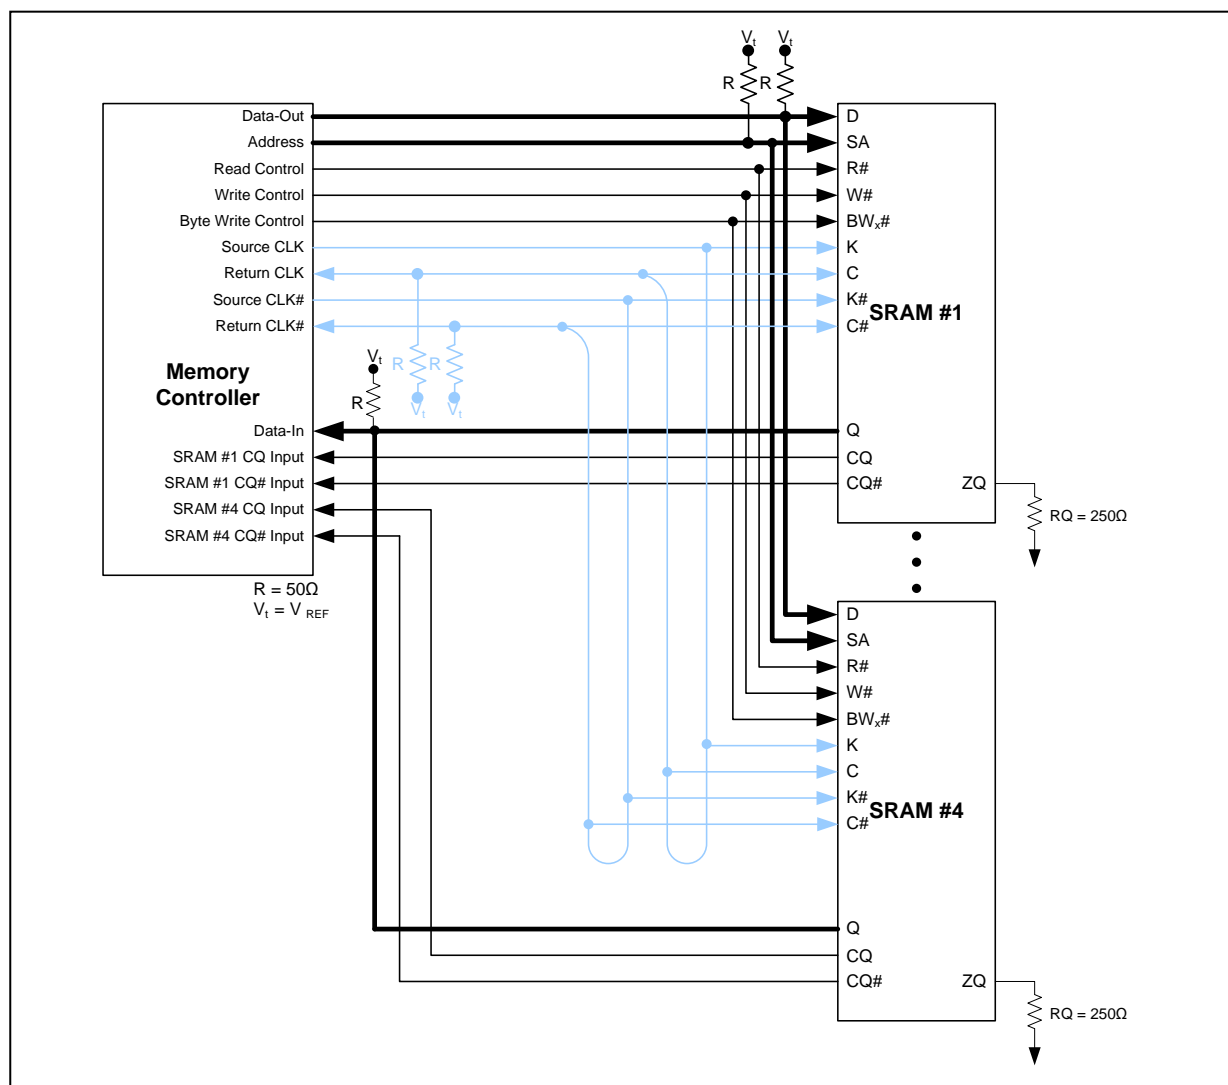 Vt Vt
R R
Data-Out
Address
Read Control
Write Control
Byte Write Control
Source CLK
Return CLK
Source CLK#
Return CLK#
Memory
Controller
Data-In
SRAM #1 CQ Input
SRAM #1 CQ# Input
SRAM #4 CQ Input
SRAM #4 CQ# Input
R = 50Ω
Vt = V REF
Vt
R
R R
Vt Vt
D
SA
R#
W#
BWx#
K
C
K#
C#
SRAM #1
Q
CQ
CQ#
ZQ
RQ = 250Ω
D
SA
R#
W#
BWx#
K
C
K#
C#
SRAM #4
Q
CQ
CQ#
ZQ
RQ = 250Ω